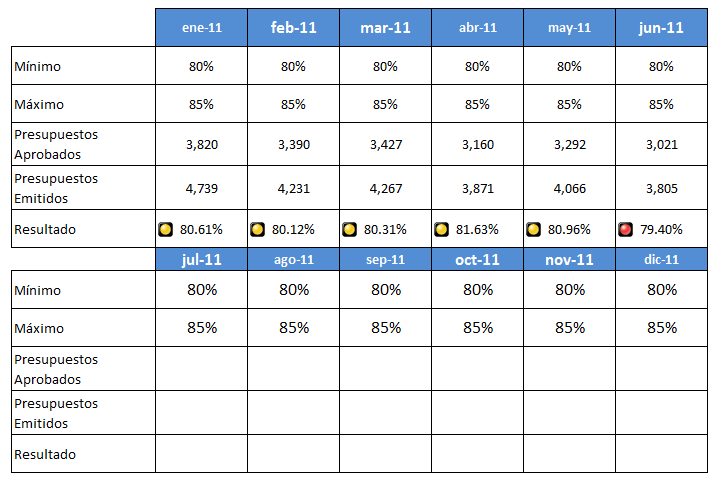 ene-11 feb-11 mar-11 abr-11 may-11 jun-11
Mínimo 80% 80% 80% 80% 80% 80%
Máximo 85% 85% 85% 85% 85% 85%
Presupuestos
Aprobados 3,820 3,390 3,427 3,160 3,292 3,021
Presupuestos
Emitidos 4,739 4,231 4,267 3,871 4,066 3,805
Resultado 80.61% 80.12% 80.31% 81.63% 80.96% 79.40%
jul-11 ago-11 sep-11 oct-11 nov-11 dic-11
Mínimo 80% 80% 80% 80% 80% 80%
Máximo 85% 85% 85% 85% 85% 85%
Presupuestos
Aprobados
Presupuestos
Emitidos
Resultado